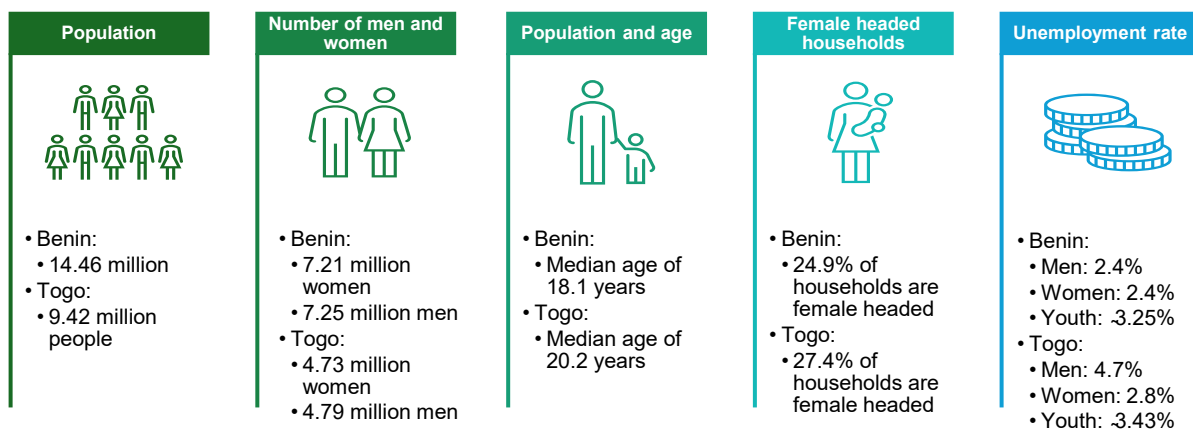 Population
• Benin:
• 14.46 million
• Togo:
• 9.42 million
people
Number of men and
women
• Benin:
• 7.21 million
women
• 7.25 million men
• Togo:
• 4.73 million
women
• 4.79 million men
Population and age
• Benin:
• Median age of
18.1 years
• Togo:
• Median age of
20.2 years
Female headed
households
• Benin:
• 24.9% of
households are
female headed
• Togo:
• 27.4% of
households are
female headed
Unemployment rate
• Benin:
• Men: 2.4%
• Women: 2.4%
• Youth: ~3.25%
• Togo:
• Men: 4.7%
• Women: 2.8%
• Youth: ~3.43%